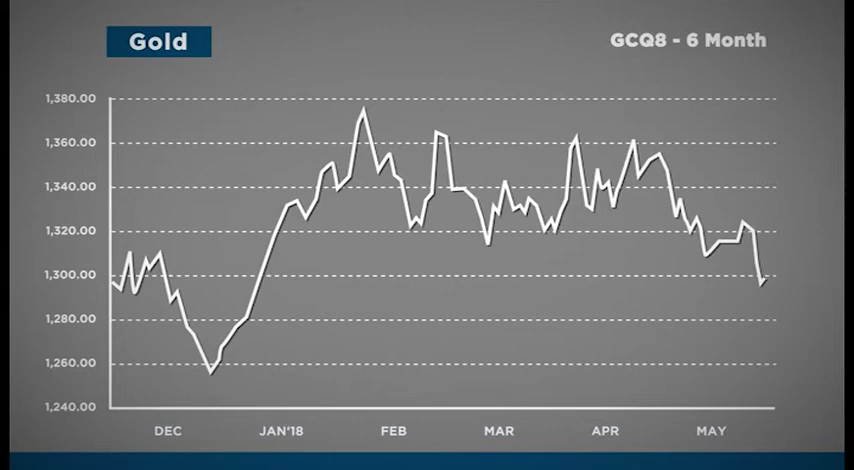 Gold
GCQ8 - 6 Month
1,380.00
1,360.00
1,340.00
1,320.00
1,300.00
1,280.00
1,260.00
1,240.00
DEC JAN'18 FEB MAR APR MAY